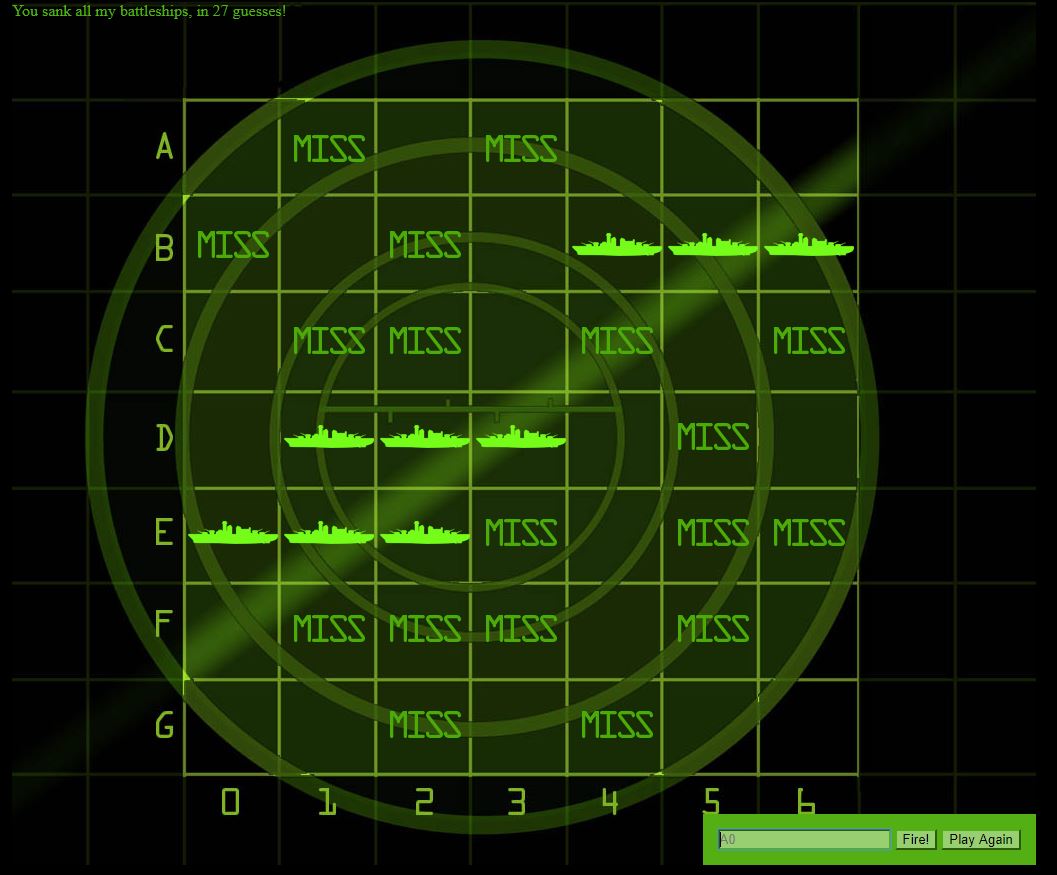 You sank all my battleships, in 27 guesses!
A MISS MISS
B MISS MISS
C MISS MISS MISS MISS
D MISS
E MISS MISS MISS
F MISS MISS MISS MISS
G MISS MISS
0 1 2 3 4 5 6
A0 Fire! Play Again